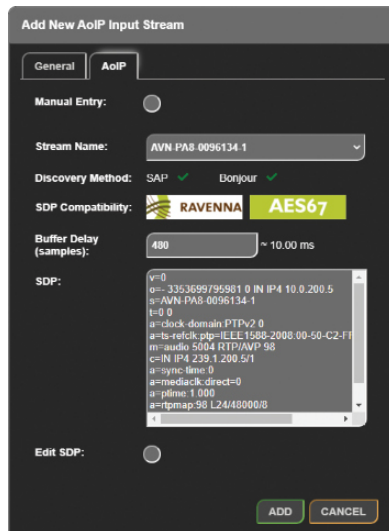 Add New AoIP Input Stream
General AoIP
Manual Entry:
Stream Name: AVN-PA8-0096134-1
Discovery Method: SAP ✓ Bonjour ✓
SDP Compatibility: RAVENNA AES67
Buffer Delay (samples): 480 ~ 10.00 ms
SDP:
v=0
o=- 3353699795981 0 IN IP4 10.0.200.5
s=AVN-PA8-0096134-1
t=0 0
a=clock-domain:PTPv2 0
a=ts-refclk:ptp=IEEE1588-2008:00-50-C2-FF
m=audio 5004 RTP/AVP 98
c=IN IP4 239.1.200.5/1
a=sync-time:0
a=mediaclk:direct=0
a=ptime:1.000
a=rtpmap:98 L24/48000/8
Edit SDP:
ADD CANCEL